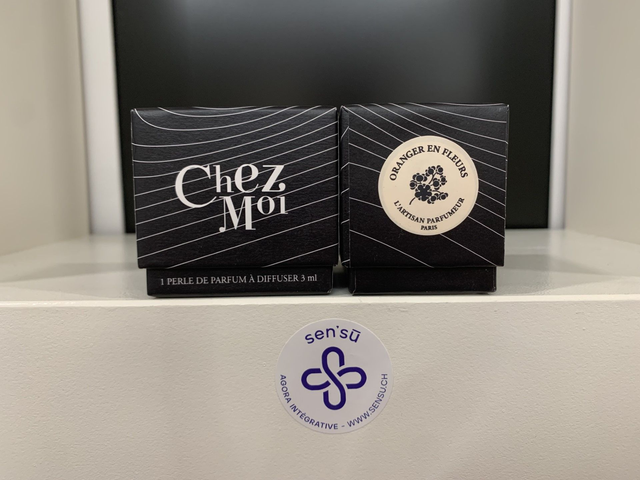 Chez
Moi
1 PERLE DE PARFUM À DIFFUSER 3 ml
ORANGER EN FLEURS
L'ARTISAN PARFUMEUR
PARIS
sen'sū
AGORA INTÉGRATIVE - WWW.SENSU.CH